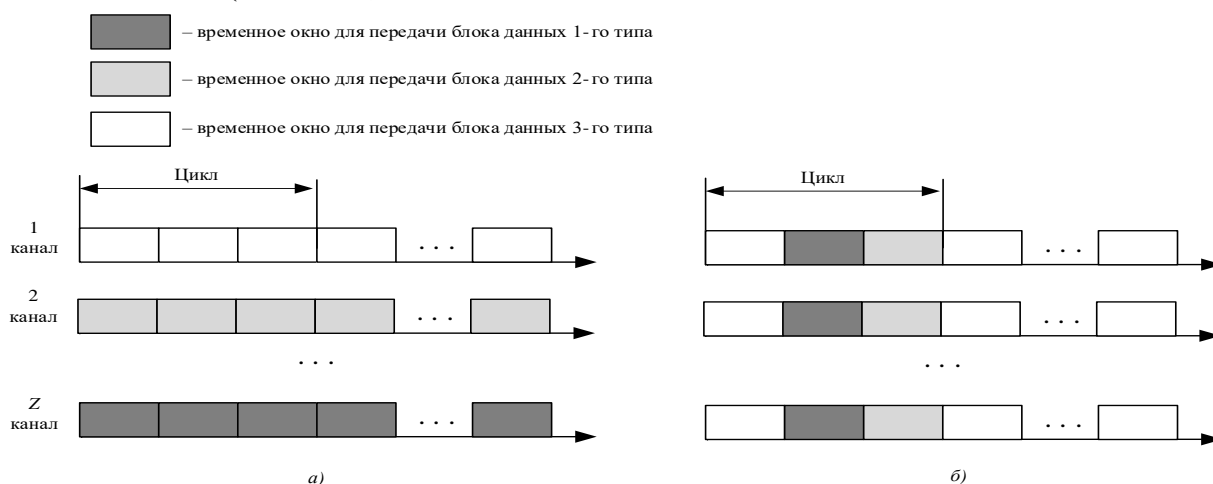 – временное окно для передачи блока данных 1-го типа
– временное окно для передачи блока данных 2-го типа
– временное окно для передачи блока данных 3-го типа
Цикл
1
канал
. . .
2
канал
. . .
. . .
Z
канал
. . .
а)
Цикл
. . .
. . .
. . .
. . .
б)